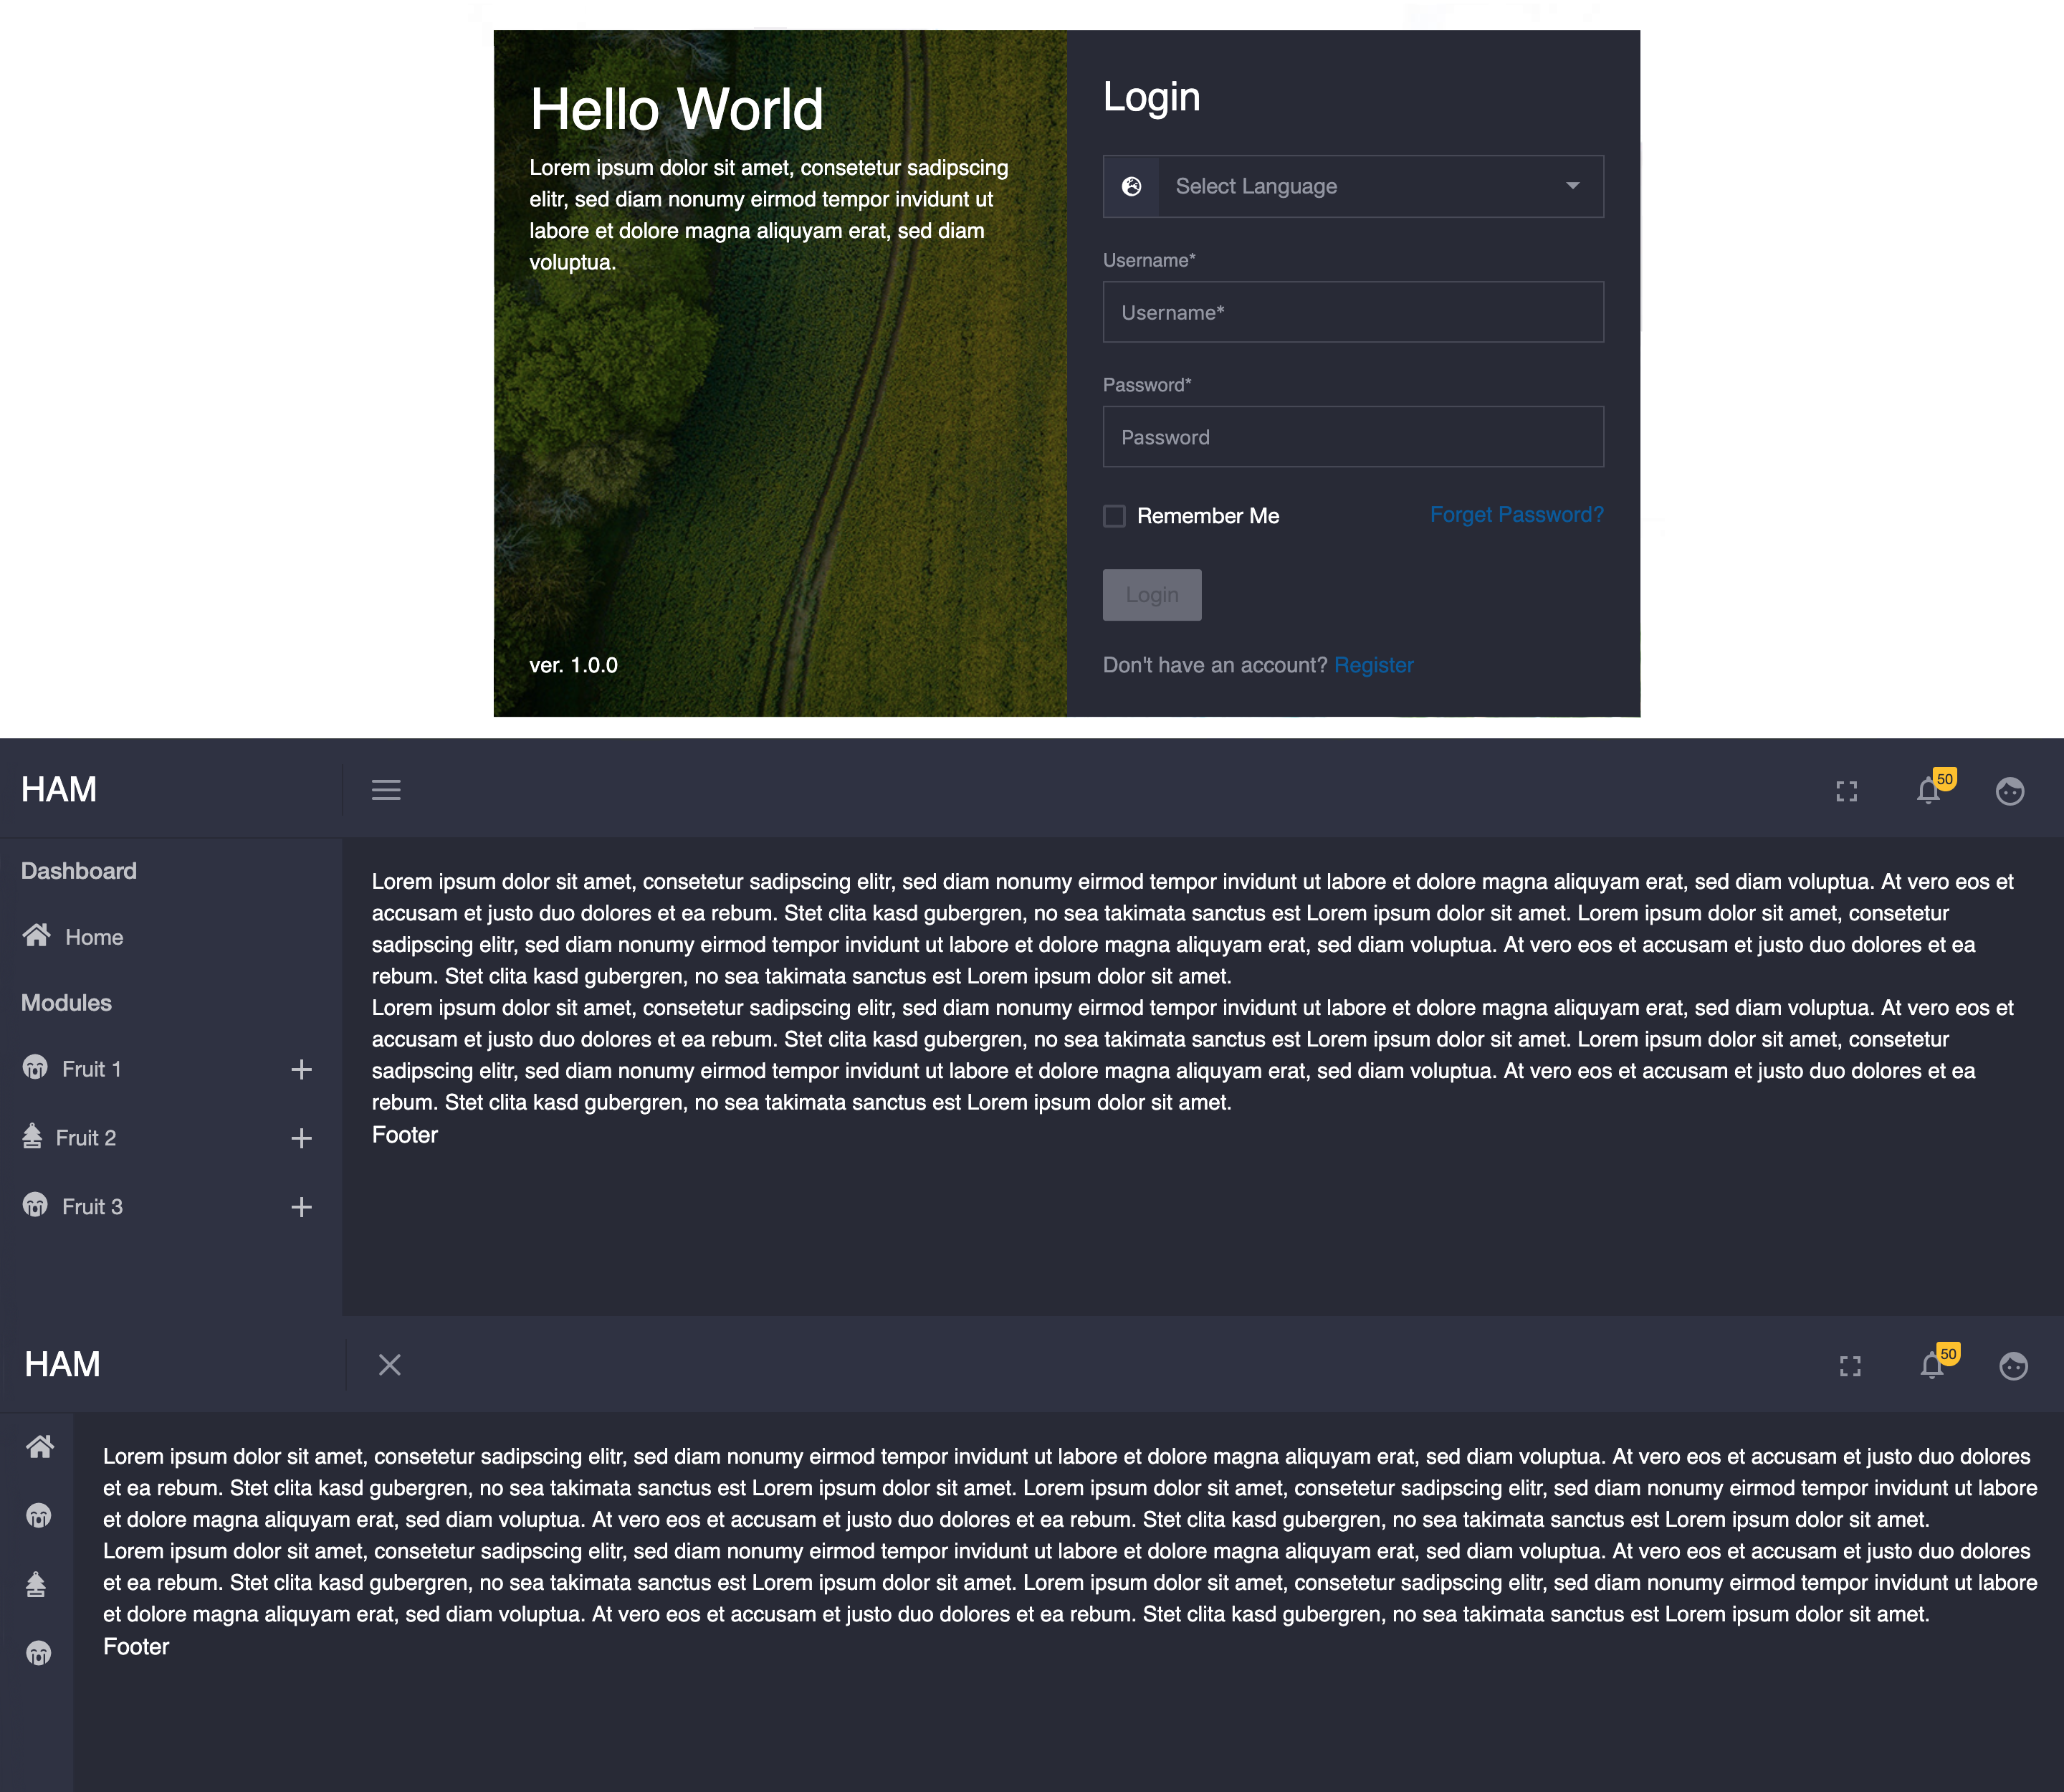 Hello World
Lorem ipsum dolor sit amet, consetetur sadipscing
elitr, sed diam nonumy eirmod tempor invidunt ut
labore et dolore magna aliquyam erat, sed diam
voluptua.
ver. 1.0.0
Login
Select Language
Username*
Username*
Password*
Password
Remember Me
Forget Password?
Login
Don't have an account? Register
HAM
50
Dashboard
Home
Modules
Fruit 1
Fruit 2
Fruit 3
Lorem ipsum dolor sit amet, consetetur sadipscing elitr, sed diam nonumy eirmod tempor invidunt ut labore et dolore magna aliquyam erat, sed diam voluptua. At vero eos et
accusam et justo duo dolores et ea rebum. Stet clita kasd gubergren, no sea takimata sanctus est Lorem ipsum dolor sit amet. Lorem ipsum dolor sit amet, consetetur
sadipscing elitr, sed diam nonumy eirmod tempor invidunt ut labore et dolore magna aliquyam erat, sed diam voluptua. At vero eos et accusam et justo duo dolores et ea
rebum. Stet clita kasd gubergren, no sea takimata sanctus est Lorem ipsum dolor sit amet.
Lorem ipsum dolor sit amet, consetetur sadipscing elitr, sed diam nonumy eirmod tempor invidunt ut labore et dolore magna aliquyam erat, sed diam voluptua. At vero eos et
accusam et justo duo dolores et ea rebum. Stet clita kasd gubergren, no sea takimata sanctus est Lorem ipsum dolor sit amet. Lorem ipsum dolor sit amet, consetetur
sadipscing elitr, sed diam nonumy eirmod tempor invidunt ut labore et dolore magna aliquyam erat, sed diam voluptua. At vero eos et accusam et justo duo dolores et ea
rebum. Stet clita kasd gubergren, no sea takimata sanctus est Lorem ipsum dolor sit amet.
Footer
HAM
50
Lorem ipsum dolor sit amet, consetetur sadipscing elitr, sed diam nonumy eirmod tempor invidunt ut labore et dolore magna aliquyam erat, sed diam voluptua. At vero eos et accusam et justo duo dolores
et ea rebum. Stet clita kasd gubergren, no sea takimata sanctus est Lorem ipsum dolor sit amet. Lorem ipsum dolor sit amet, consetetur sadipscing elitr, sed diam nonumy eirmod tempor invidunt ut labore
et dolore magna aliquyam erat, sed diam voluptua. At vero eos et accusam et justo duo dolores et ea rebum. Stet clita kasd gubergren, no sea takimata sanctus est Lorem ipsum dolor sit amet.
Lorem ipsum dolor sit amet, consetetur sadipscing elitr, sed diam nonumy eirmod tempor invidunt ut labore et dolore magna aliquyam erat, sed diam voluptua. At vero eos et accusam et justo duo dolores
et ea rebum. Stet clita kasd gubergren, no sea takimata sanctus est Lorem ipsum dolor sit amet. Lorem ipsum dolor sit amet, consetetur sadipscing elitr, sed diam nonumy eirmod tempor invidunt ut labore
et dolore magna aliquyam erat, sed diam voluptua. At vero eos et accusam et justo duo dolores et ea rebum. Stet clita kasd gubergren, no sea takimata sanctus est Lorem ipsum dolor sit amet.
Footer